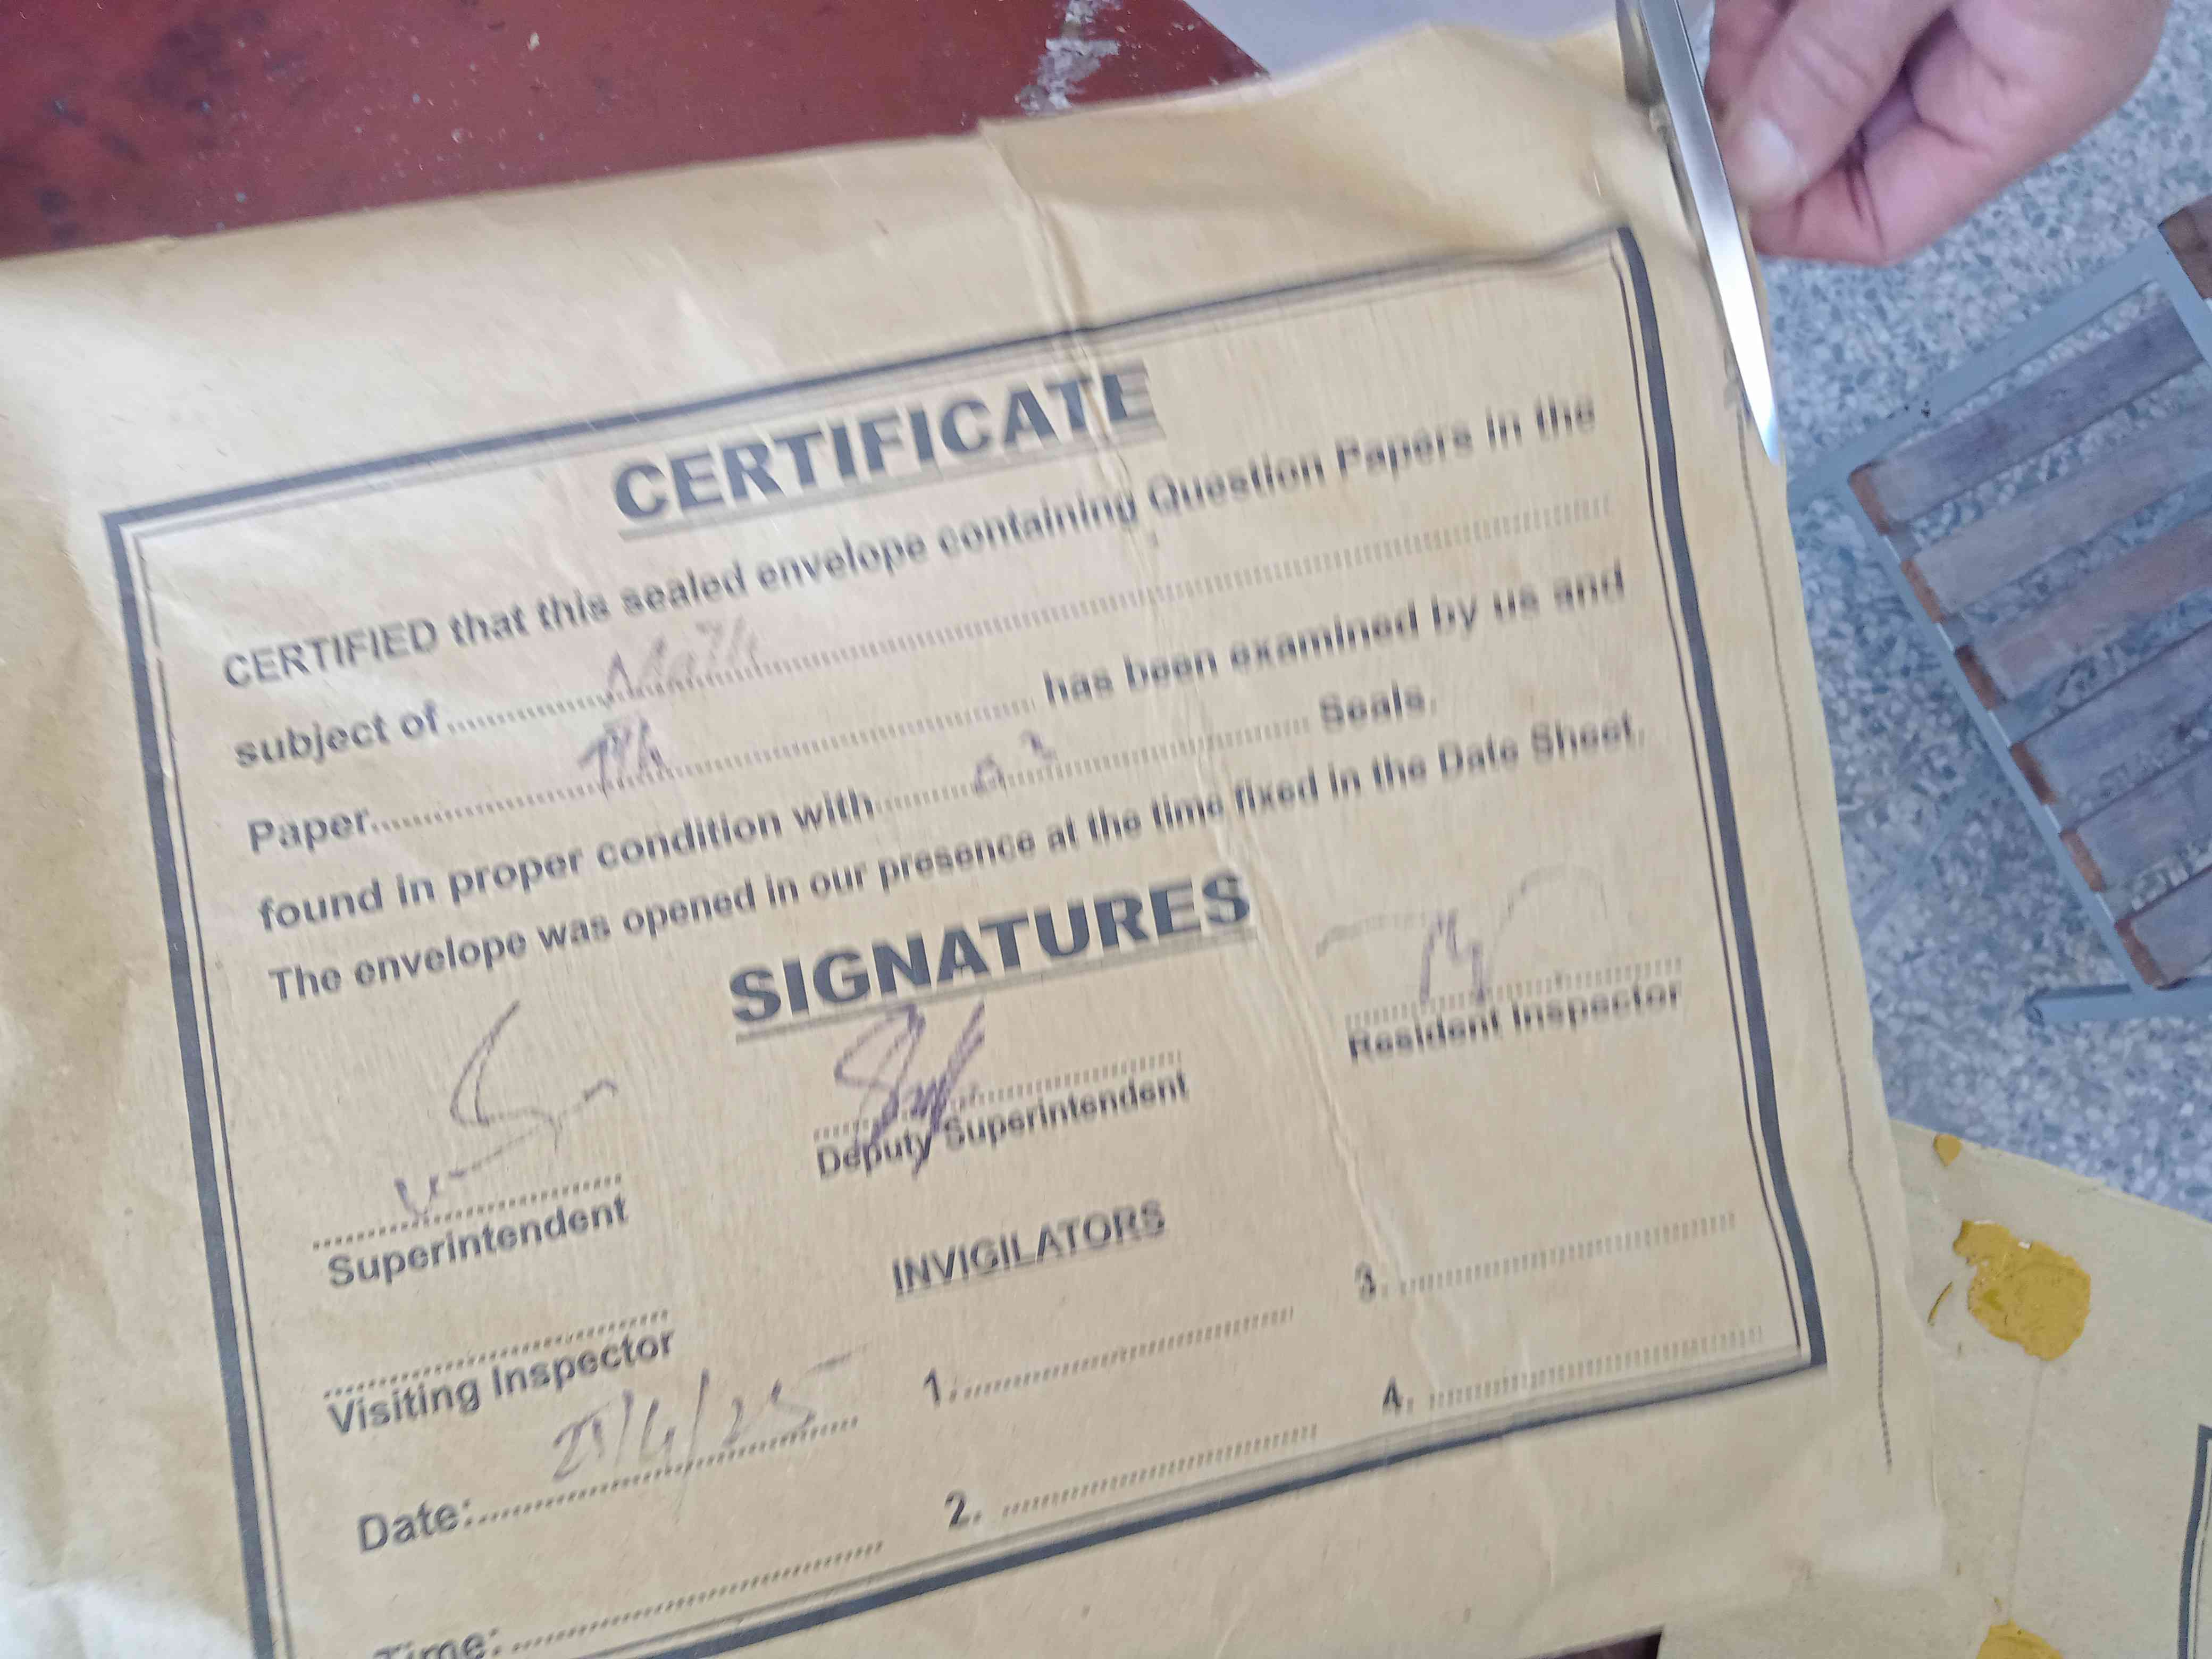 CERTIFICATE
CERTIFIED that this sealed envelope containing Question Papers in the
subject of Math
Paper has been examined by us and
found in proper condition with Seals.
The envelope was opened in our presence at the time fixed in the Date Sheet.
SIGNATURES
Resident Inspector
Deputy Superintendent
Superintendent
INVIGILATORS
Visiting Inspector
1.
3.
Date:
2.
4.
Time: